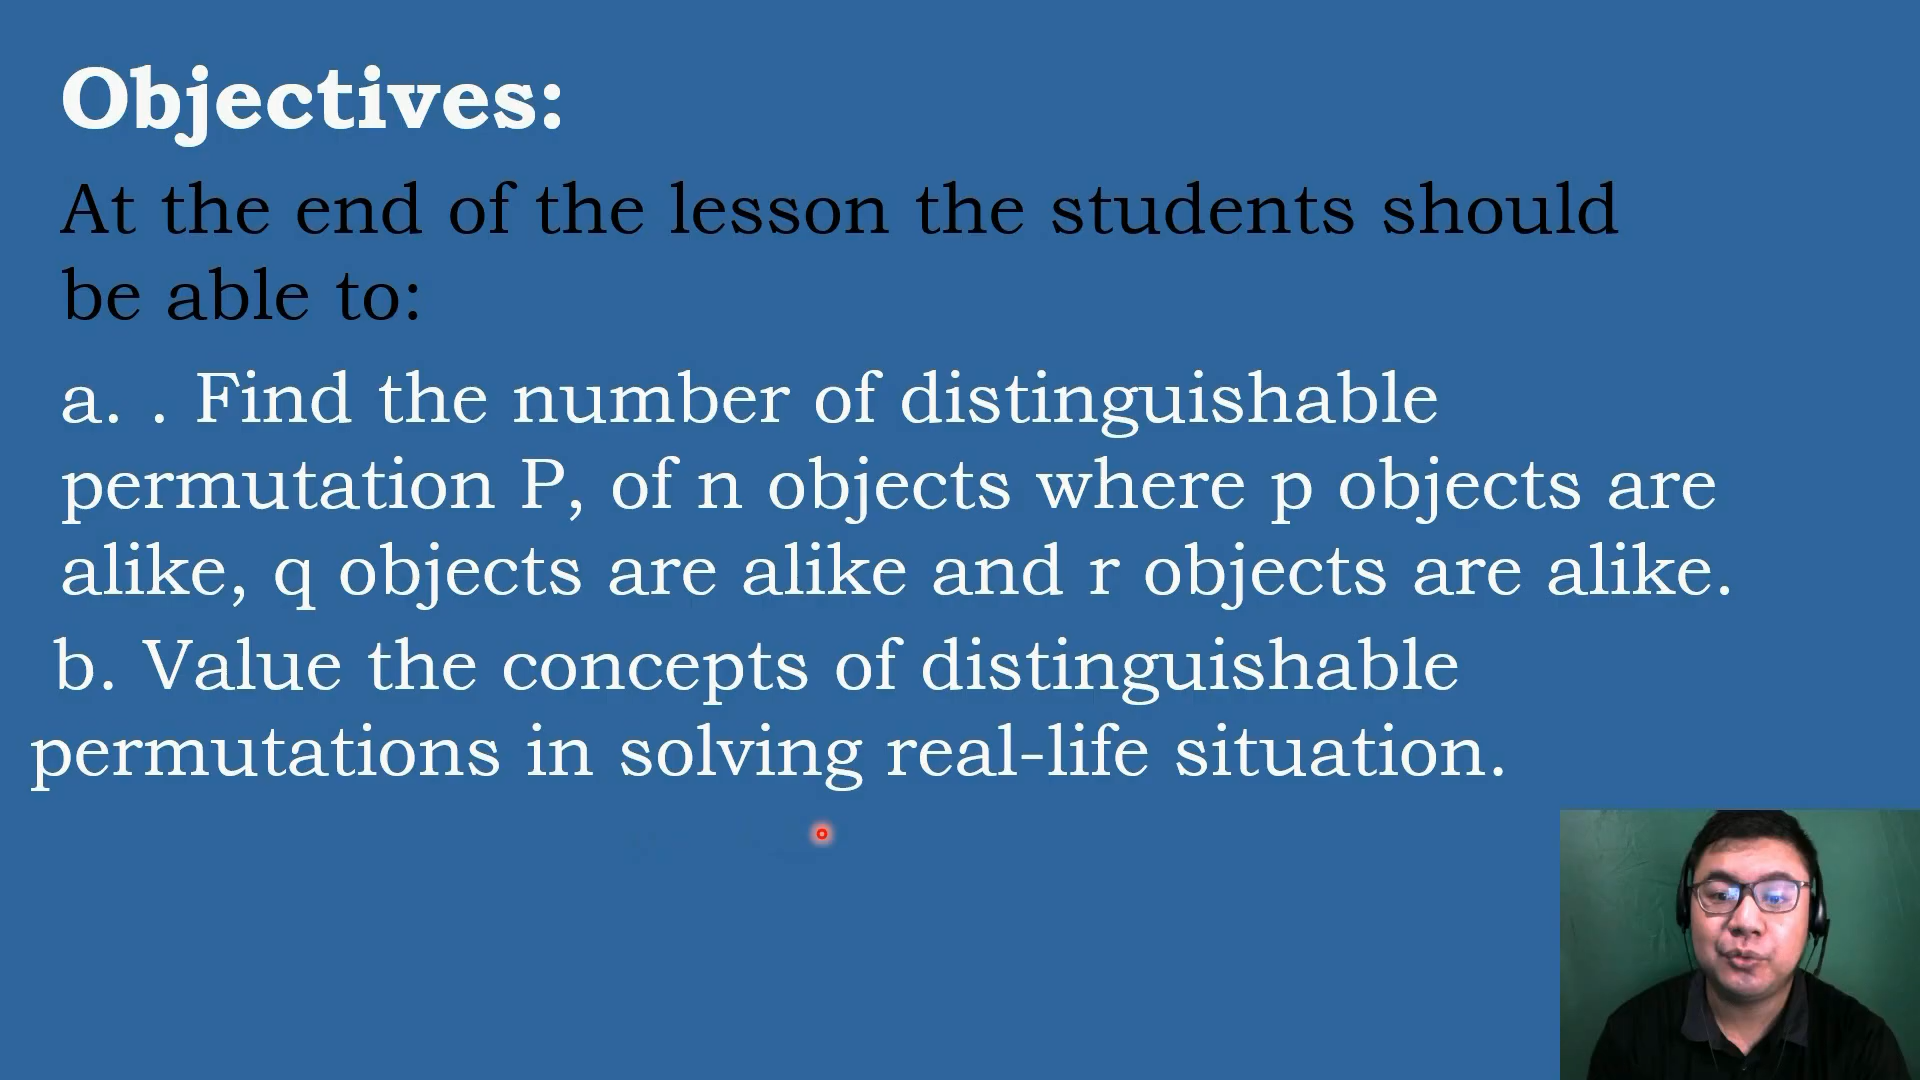 Objectives:
At the end of the lesson the students should
be able to:
a. . Find the number of distinguishable
permutation P, of n objects where p objects are
alike, q objects are alike and r objects are alike.
b. Value the concepts of distinguishable
permutations in solving real-life situation.